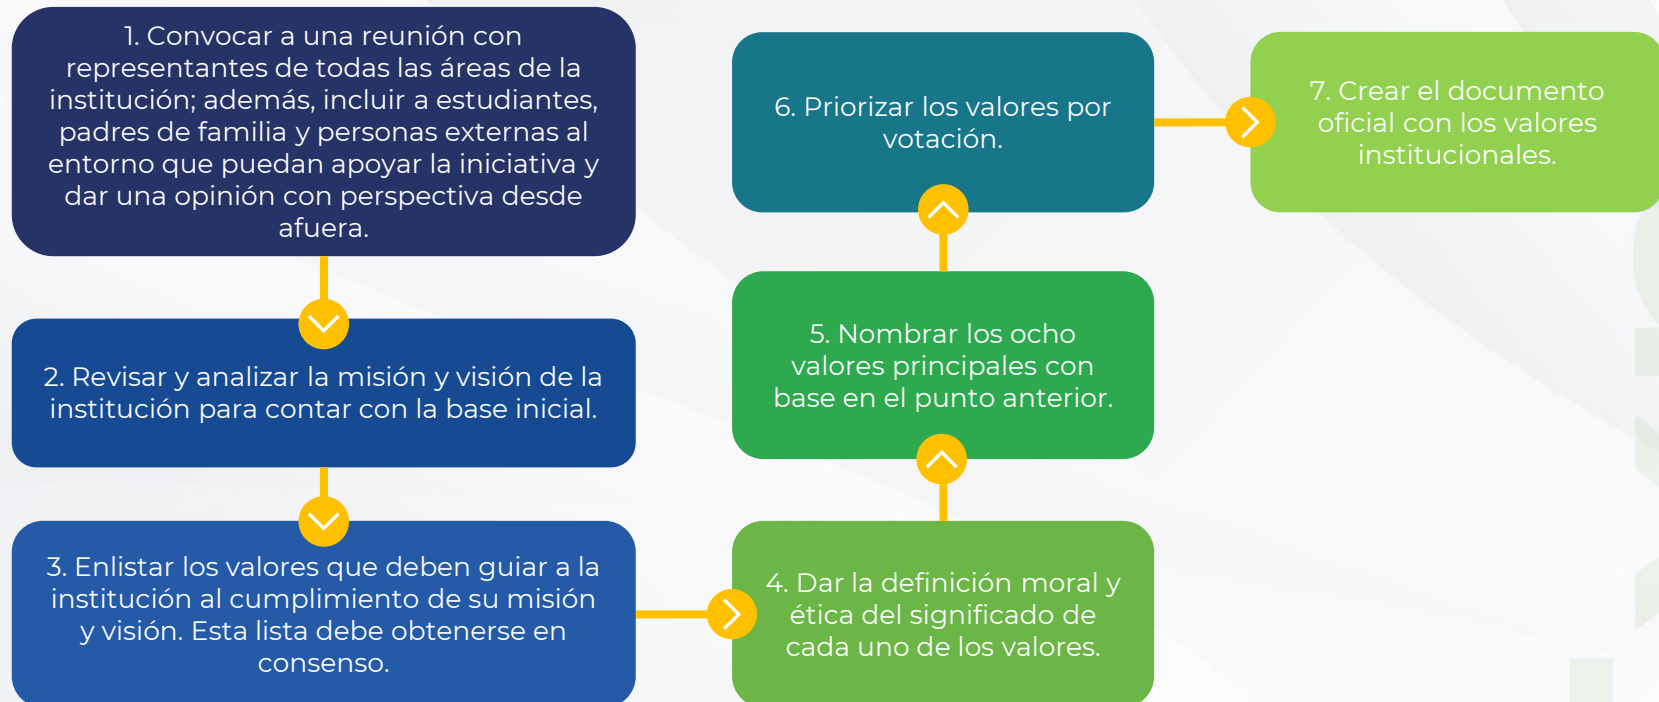 1. Convocar a una reunión con
representantes de todas las áreas de la
institución; además, incluir a estudiantes,
padres de familia y personas externas al
entorno que puedan apoyar la iniciativa y
dar una opinión con perspectiva desde
afuera.
2. Revisar y analizar la misión y visión de la
institución para contar con la base inicial.
3. Enlistar los valores que deben guiar a la
institución al cumplimiento de su misión
y visión. Esta lista debe obtenerse en
consenso.
4. Dar la definición moral y
ética del significado de
cada uno de los valores.
5. Nombrar los ocho
valores principales con
base en el punto anterior.
6. Priorizar los valores por
votación.
7. Crear el documento
oficial con los valores
institucionales.